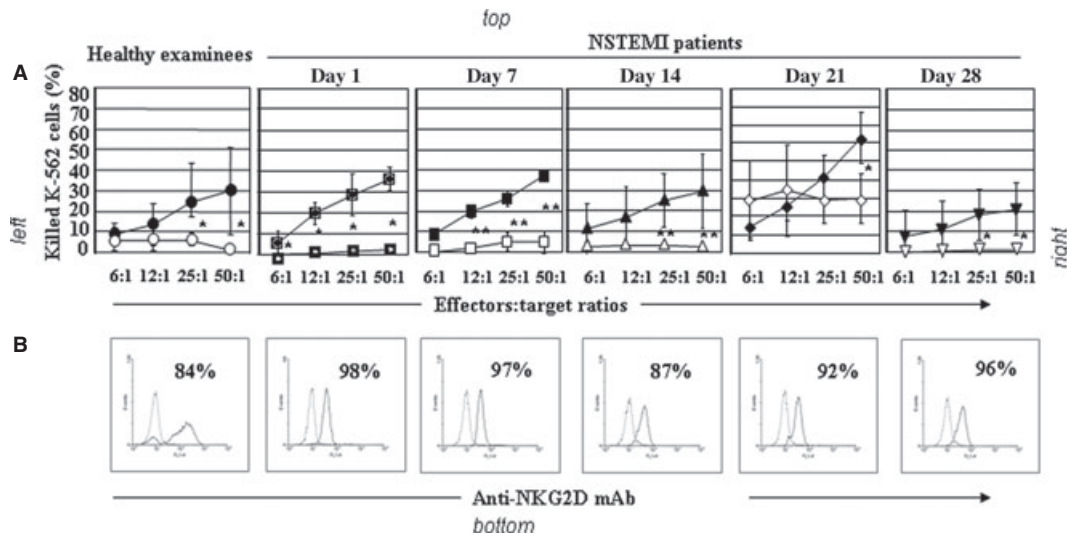 top
Healthy examinees
NSTEMI patients
A
Day 1 Day 7 Day 14 Day 21 Day 28
Killed K-562 cells (%)
80
70
60
50
40
30
20
10
0
* *
* * * *
** ** **
** **
*
* *
left
right
6:1 12:1 25:1 50:1 6:1 12:1 25:1 50:1 6:1 12:1 25:1 50:1 6:1 12:1 25:1 50:1 6:1 12:1 25:1 50:1 6:1 12:1 25:1 50:1
Effectors:target ratios
B
84% 98% 97% 87% 92% 96%
Anti-NKG2D mAb
bottom